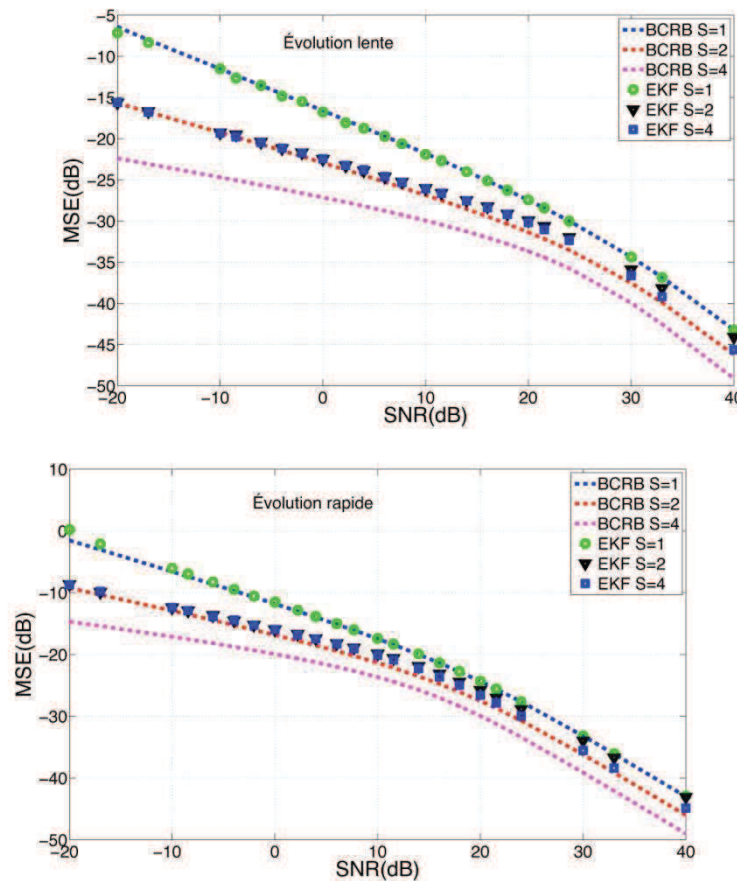 −5
−10
−15
−20
−25
−30
−35
−40
−45
−50
MSE(dB)
Évolution lente
BCRB S=1
BCRB S=2
BCRB S=4
EKF S=1
EKF S=2
EKF S=4
−20
−10
0
10
20
30
40
SNR(dB)
10
0
−10
−20
−30
−40
−50
MSE(dB)
Évolution rapide
BCRB S=1
BCRB S=2
BCRB S=4
EKF S=1
EKF S=2
EKF S=4
−20
−10
0
10
20
30
40
SNR(dB)